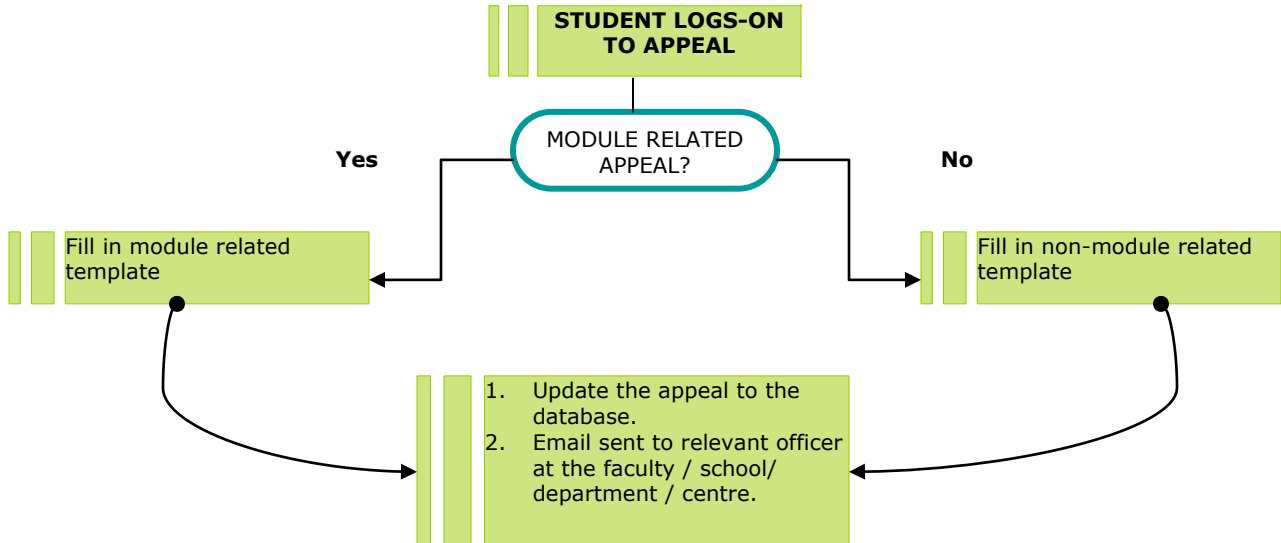 STUDENT LOGS-ON
TO APPEAL
MODULE RELATED
APPEAL?
Yes
No
Fill in module related
template
Fill in non-module related
template
1. Update the appeal to the
database.
2. Email sent to relevant officer
at the faculty / school/
department / centre.